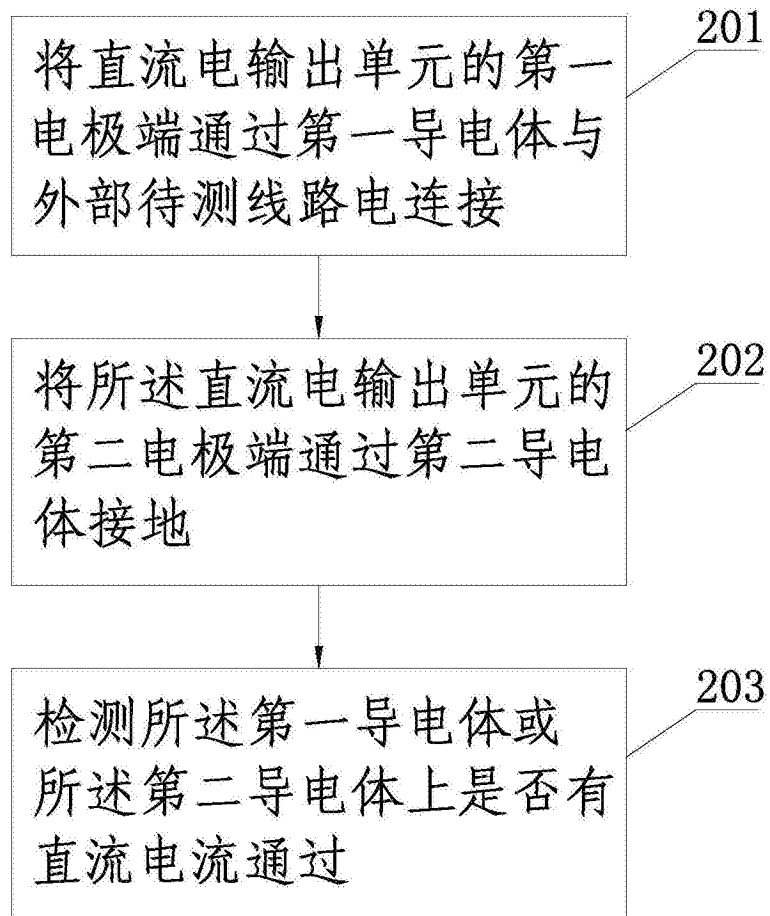 201
将直流电输出单元的第一
电极端通过第一导电体与
外部待测线路电连接
202
将所述直流电输出单元的
第二电极端通过第二导电
体接地
203
检测所述第一导电体或
所述第二导电体上是否有
直流电流通过